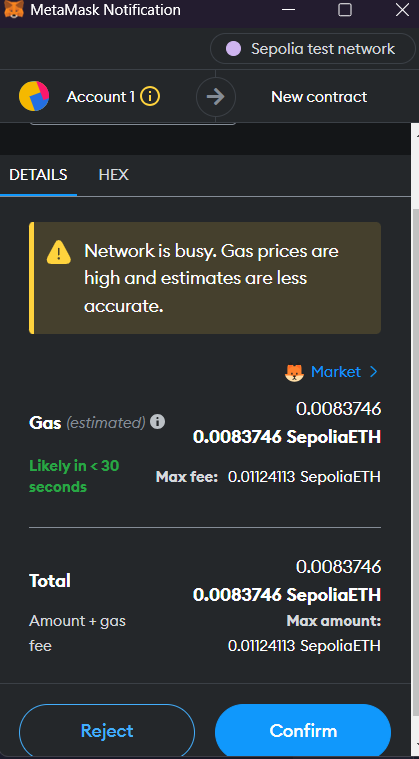 MetaMask Notification
Sepolia test network
Account 1
New contract
DETAILS
HEX
Network is busy. Gas prices are
high and estimates are less
accurate.
Market
0.0083746
Gas (estimated)
0.0083746 SepoliaETH
Likely in < 30
seconds
Max fee: 0.01124113 SepoliaETH
0.0083746
Total
0.0083746 SepoliaETH
Amount + gas
fee
Max amount:
0.01124113 SepoliaETH
Reject
Confirm